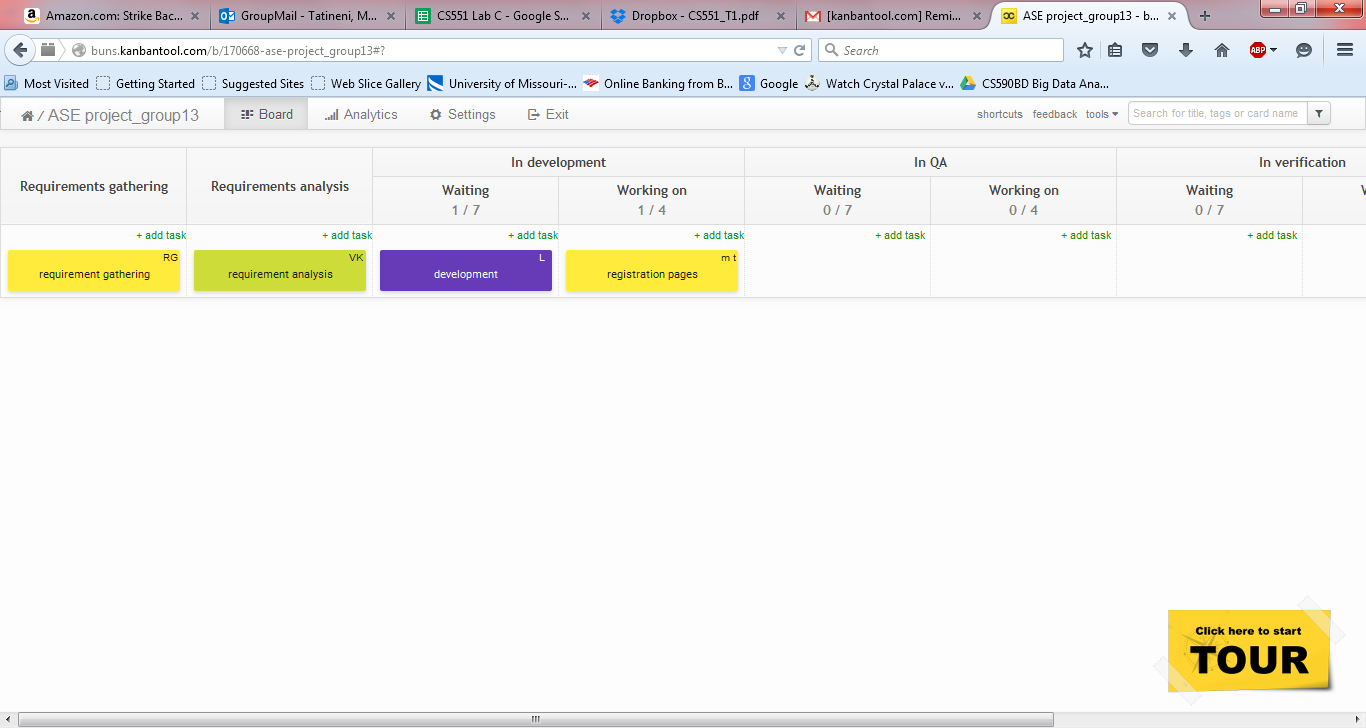 Amazon.com: Strike Bac...
GroupMail - Tatineni, M...
CS551 Lab C - Google S...
Dropbox - CS551_T1.pdf
[kanbantool.com] Remi...
ASE project_group13 - b...
buns.kanbantool.com/b/170668-ase-project_group13#?
Search
ABP
Most Visited
Getting Started
Suggested Sites
Web Slice Gallery
University of Missouri-...
Online Banking from B...
Google
Watch Crystal Palace v...
CS590BD Big Data Ana...
/ ASE project_group13
Board
Analytics
Settings
Exit
shortcuts
feedback
tools
Search for title, tags or card name
Requirements gathering
Requirements analysis
In development
In QA
In verification
Waiting
1 / 7
Working on
1 / 4
Waiting
0 / 7
Working on
0 / 4
Waiting
0 / 7
+ add task
+ add task
+ add task
+ add task
+ add task
+ add task
+ add task
RG
requirement gathering
VK
requirement analysis
L
development
m t
registration pages
Click here to start
TOUR